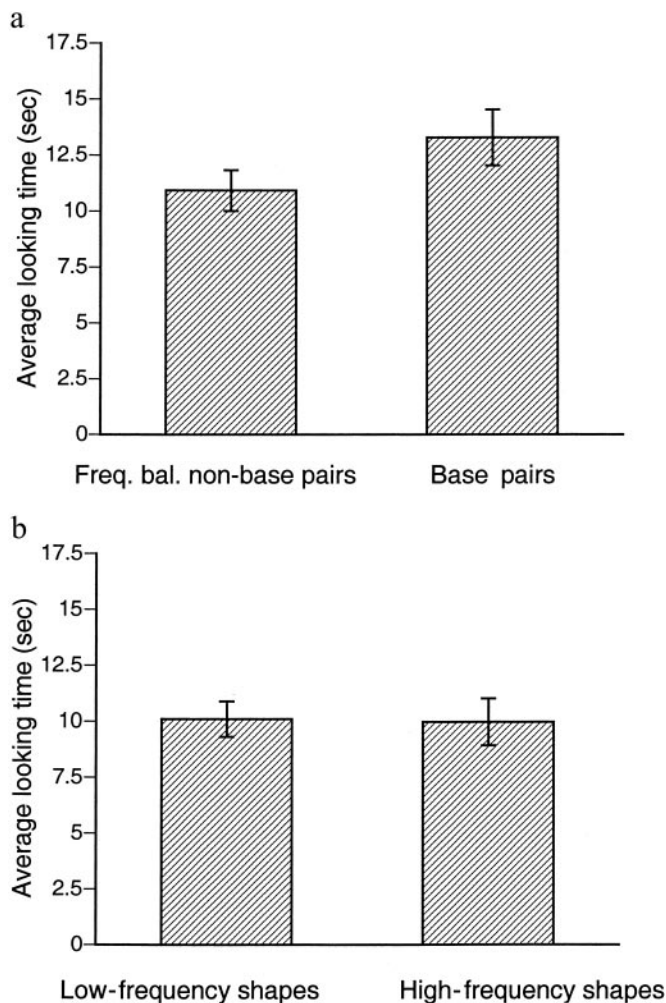 a
17.5
15
12.5
10
7.5
5
2.5
0
Average looking time (sec)
Freq. bal. non-base pairs Base pairs
b
17.5
15
12.5
10
7.5
5
2.5
0
Average looking time (sec)
Low-frequency shapes High-frequency shapes